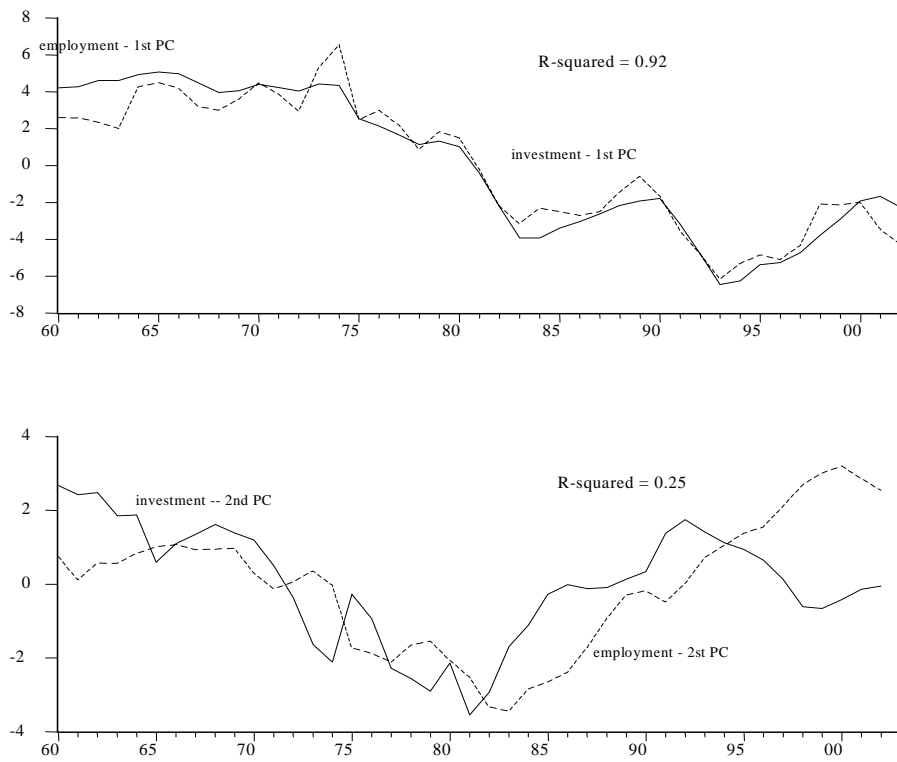 8
6
4
2
0
-2
-4
-6
-8
employment - 1st PC
R-squared = 0.92
investment - 1st PC
60 65 70 75 80 85 90 95 00
4
2
0
-2
-4
investment -- 2nd PC
R-squared = 0.25
employment - 2st PC
60 65 70 75 80 85 90 95 00